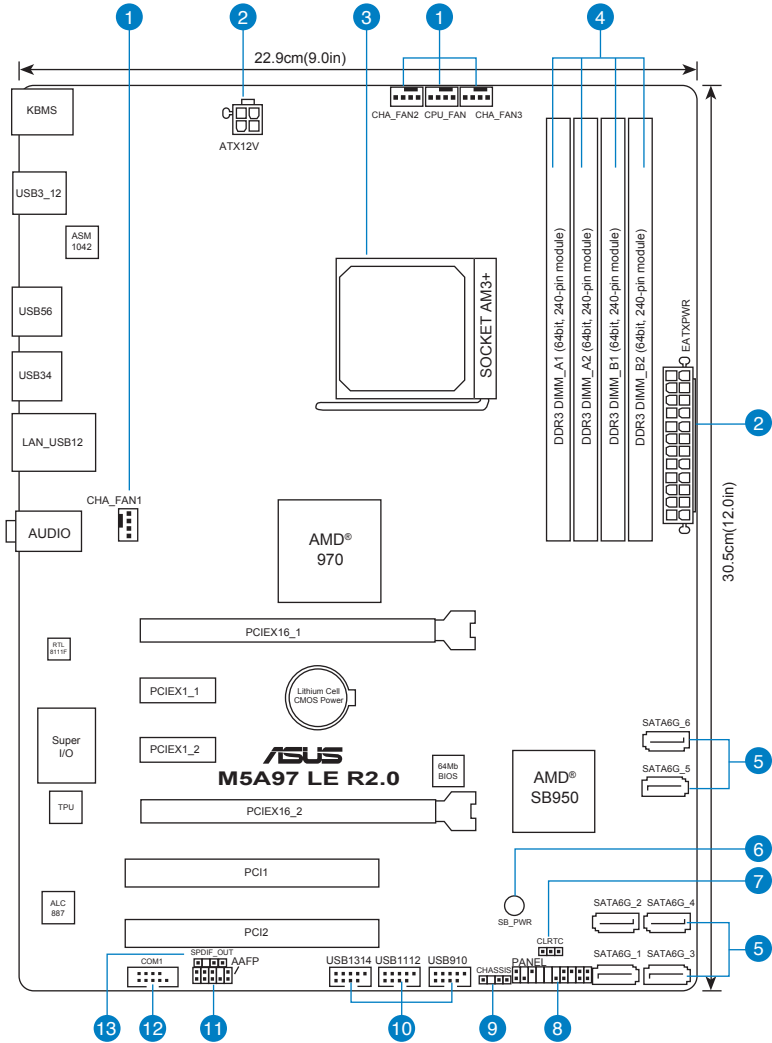 1
2
3
1
4
22.9cm(9.0in)
KBMS
ATX12V
CHA_FAN2
CPU_FAN
CHA_FAN3
USB3_12
ASM
1042
USB56
USB34
LAN_USB12
CHA_FAN1
AUDIO
SOCKET AM3+
DDR3 DIMM_A1 (64bit, 240-pin module)
DDR3 DIMM_A2 (64bit, 240-pin module)
DDR3 DIMM_B1 (64bit, 240-pin module)
DDR3 DIMM_B2 (64bit, 240-pin module)
EATXPWR
2
30.5cm(12.0in)
AMD®
970
PCIEX16_1
RTL
8111F
PCIEX1_1
Lithium Cell
CMOS Power
Super
I/O
PCIEX1_2
ASUS
M5A97 LE R2.0
64Mb
BIOS
AMD®
SB950
SATA6G_6
SATA6G_5
5
TPU
PCIEX16_2
6
PCI1
7
ALC
887
SB_PWR
SATA6G_2
SATA6G_4
PCI2
CLRTC
5
SPDIF_OUT
COM1
AAFP
USB1314
USB1112
USB910
CHASSIS
PANEL
SATA6G_1
SATA6G_3
13
12
11
10
9
8